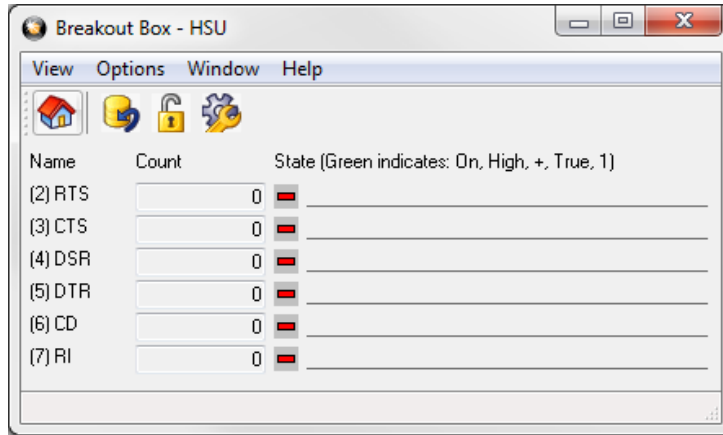 Breakout Box - HSU
View Options Window Help
Name Count State (Green indicates: On, High, +, True, 1)
(2) RTS 0
(3) CTS 0
(4) DSR 0
(5) DTR 0
(6) CD 0
(7) RI 0